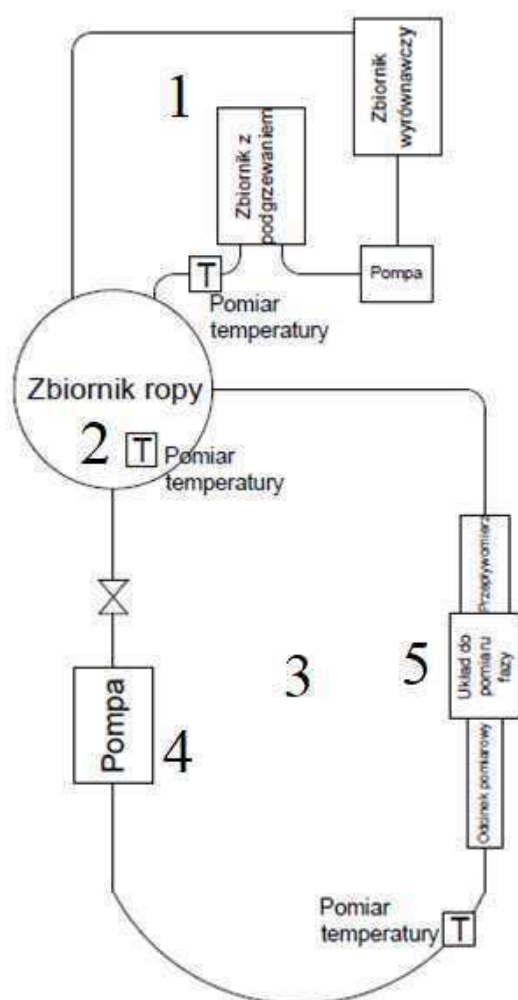 1
Zbiornik
wyrównawczy
Zbiornik z
podgrzewaniem
Pompa
T
Pomiar
temperatury
Zbiornik ropy
2
T
Pomiar
temperatury
Przepływomierz
3
5
Układ do
pomiaru
fazy
Pompa
4
Odcinek pomiarowy
Pomiar
temperatury
T